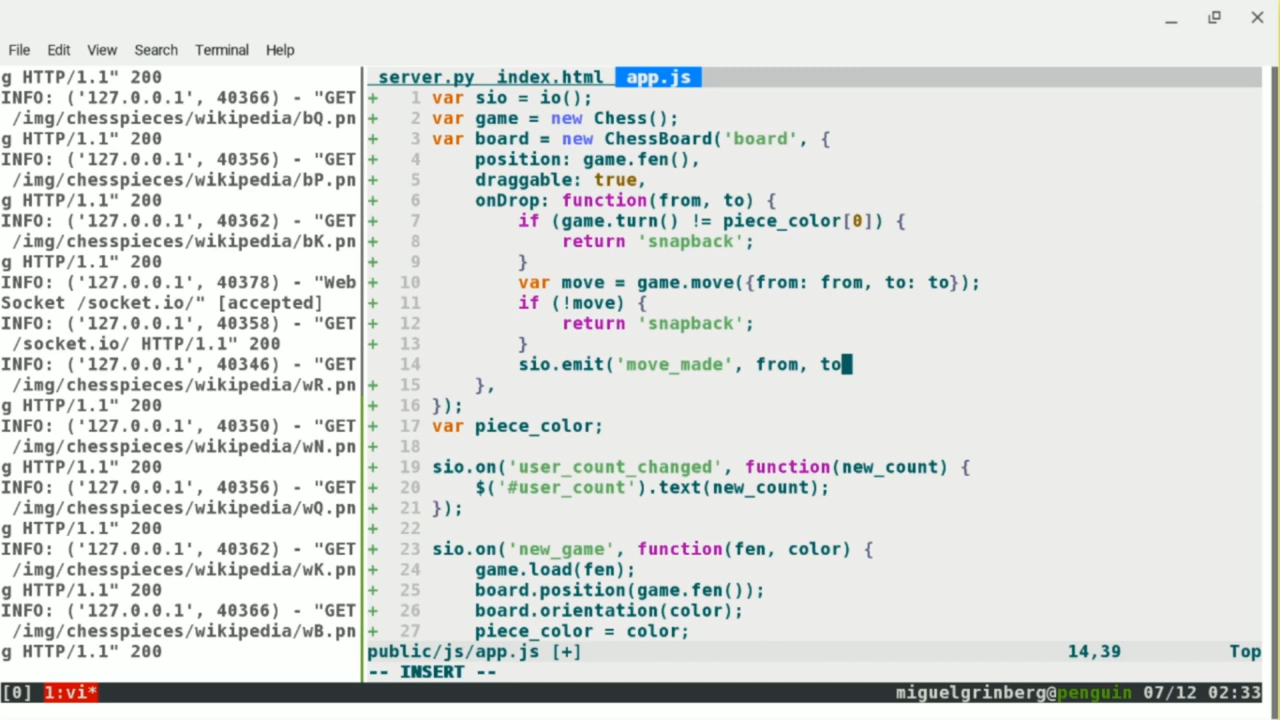 File Edit View Search Terminal Help
g HTTP/1.1" 200
INFO: ('127.0.0.1', 40366) - "GET
 /img/chesspieces/wikipedia/bQ.pn
g HTTP/1.1" 200
INFO: ('127.0.0.1', 40356) - "GET
 /img/chesspieces/wikipedia/bP.pn
g HTTP/1.1" 200
INFO: ('127.0.0.1', 40362) - "GET
 /img/chesspieces/wikipedia/bK.pn
g HTTP/1.1" 200
INFO: ('127.0.0.1', 40378) - "Web
Socket /socket.io/" [accepted]
INFO: ('127.0.0.1', 40358) - "GET
 /socket.io/ HTTP/1.1" 200
INFO: ('127.0.0.1', 40346) - "GET
 /img/chesspieces/wikipedia/wR.pn
g HTTP/1.1" 200
INFO: ('127.0.0.1', 40350) - "GET
 /img/chesspieces/wikipedia/wN.pn
g HTTP/1.1" 200
INFO: ('127.0.0.1', 40356) - "GET
 /img/chesspieces/wikipedia/wQ.pn
g HTTP/1.1" 200
INFO: ('127.0.0.1', 40362) - "GET
 /img/chesspieces/wikipedia/wK.pn
g HTTP/1.1" 200
INFO: ('127.0.0.1', 40366) - "GET
 /img/chesspieces/wikipedia/wB.pn
g HTTP/1.1" 200
server.py index.html app.js
+ 1 var sio = io();
+ 2 var game = new Chess();
+ 3 var board = new ChessBoard('board', {
+ 4     position: game.fen(),
+ 5     draggable: true,
+ 6     onDrop: function(from, to) {
+ 7         if (game.turn() != piece_color[0]) {
+ 8             return 'snapback';
+ 9         }
+ 10         var move = game.move({from: from, to: to});
+ 11         if (!move) {
+ 12             return 'snapback';
+ 13         }
14         sio.emit('move_made', from, to
+ 15     },
+ 16 });
+ 17 var piece_color;
+ 18
+ 19 sio.on('user_count_changed', function(new_count) {
+ 20     $('#user_count').text(new_count);
+ 21 });
+ 22
+ 23 sio.on('new_game', function(fen, color) {
+ 24     game.load(fen);
+ 25     board.position(game.fen());
+ 26     board.orientation(color);
+ 27     piece_color = color;
public/js/app.js [+] 14,39 Top
-- INSERT --
[0] 1:vi* miguelgrinberg@penguin 07/12 02:33